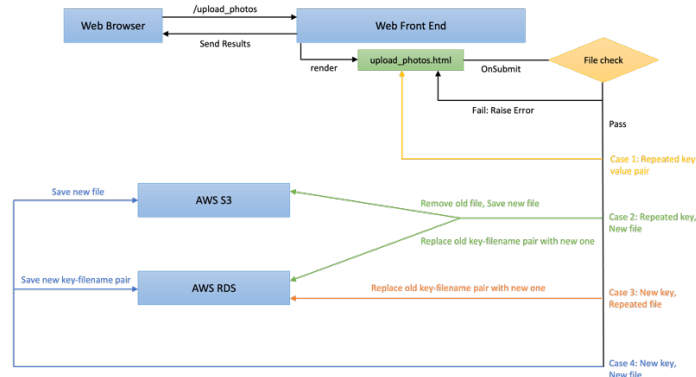 /upload_photos
Web Browser
Web Front End
Send Results
render
upload_photos.html
OnSubmit
File check
Fail: Raise Error
Pass
Case 1: Repeated key
value pair
Save new file
AWS S3
Remove old file, Save new file
Case 2: Repeated key,
New file
Replace old key-filename pair with new one
Save new key-filename pair
AWS RDS
Replace old key-filename pair with new one
Case 3: New key,
Repeated file
Case 4: New key,
New file